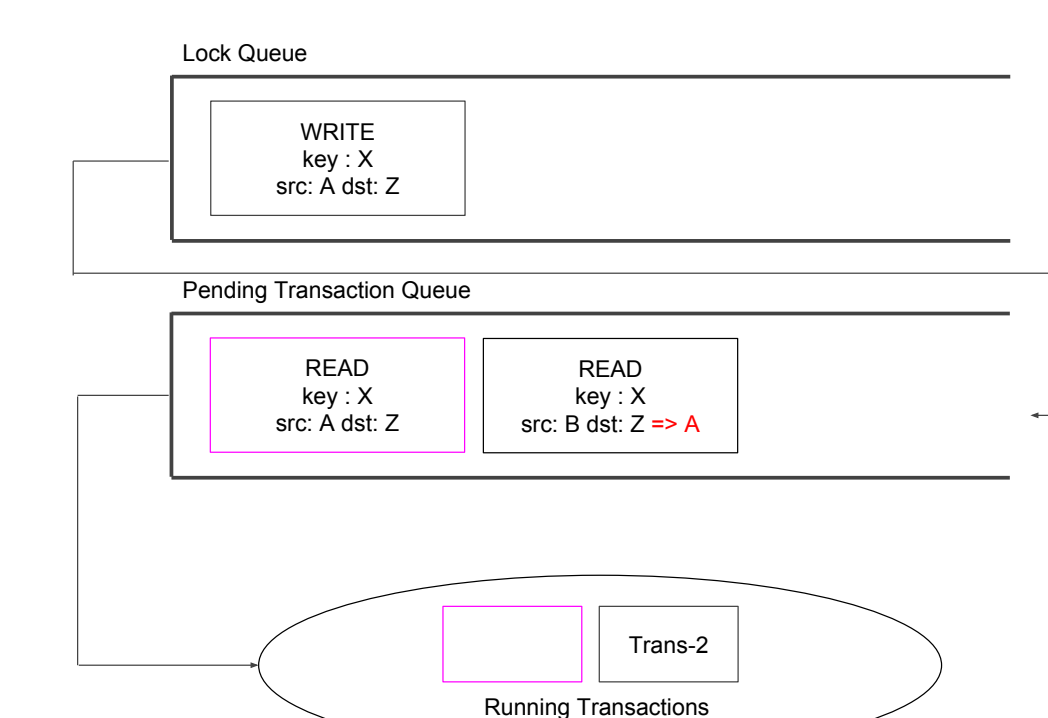 Lock Queue
WRITE
key : X
src: A dst: Z
Pending Transaction Queue
READ
key : X
src: A dst: Z
READ
key : X
src: B dst: Z => A
Trans-2
Running Transactions